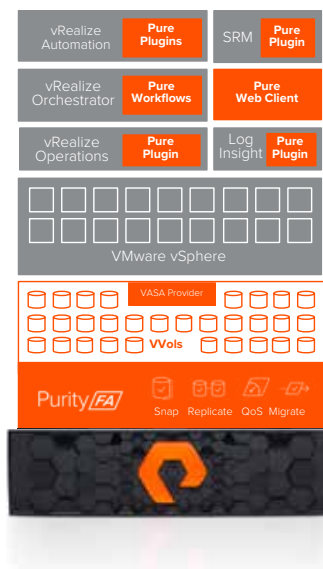 vRealize
Automation
Pure
Plugins
SRM
Pure
Plugin
vRealize
Orchestrator
Pure
Workflows
Pure
Web Client
vRealize
Operations
Pure
Plugin
Log
Insight
Pure
Plugin
VMware vSphere
VASA Provider
VVols
Purity/FA
Snap Replicate QoS Migrate